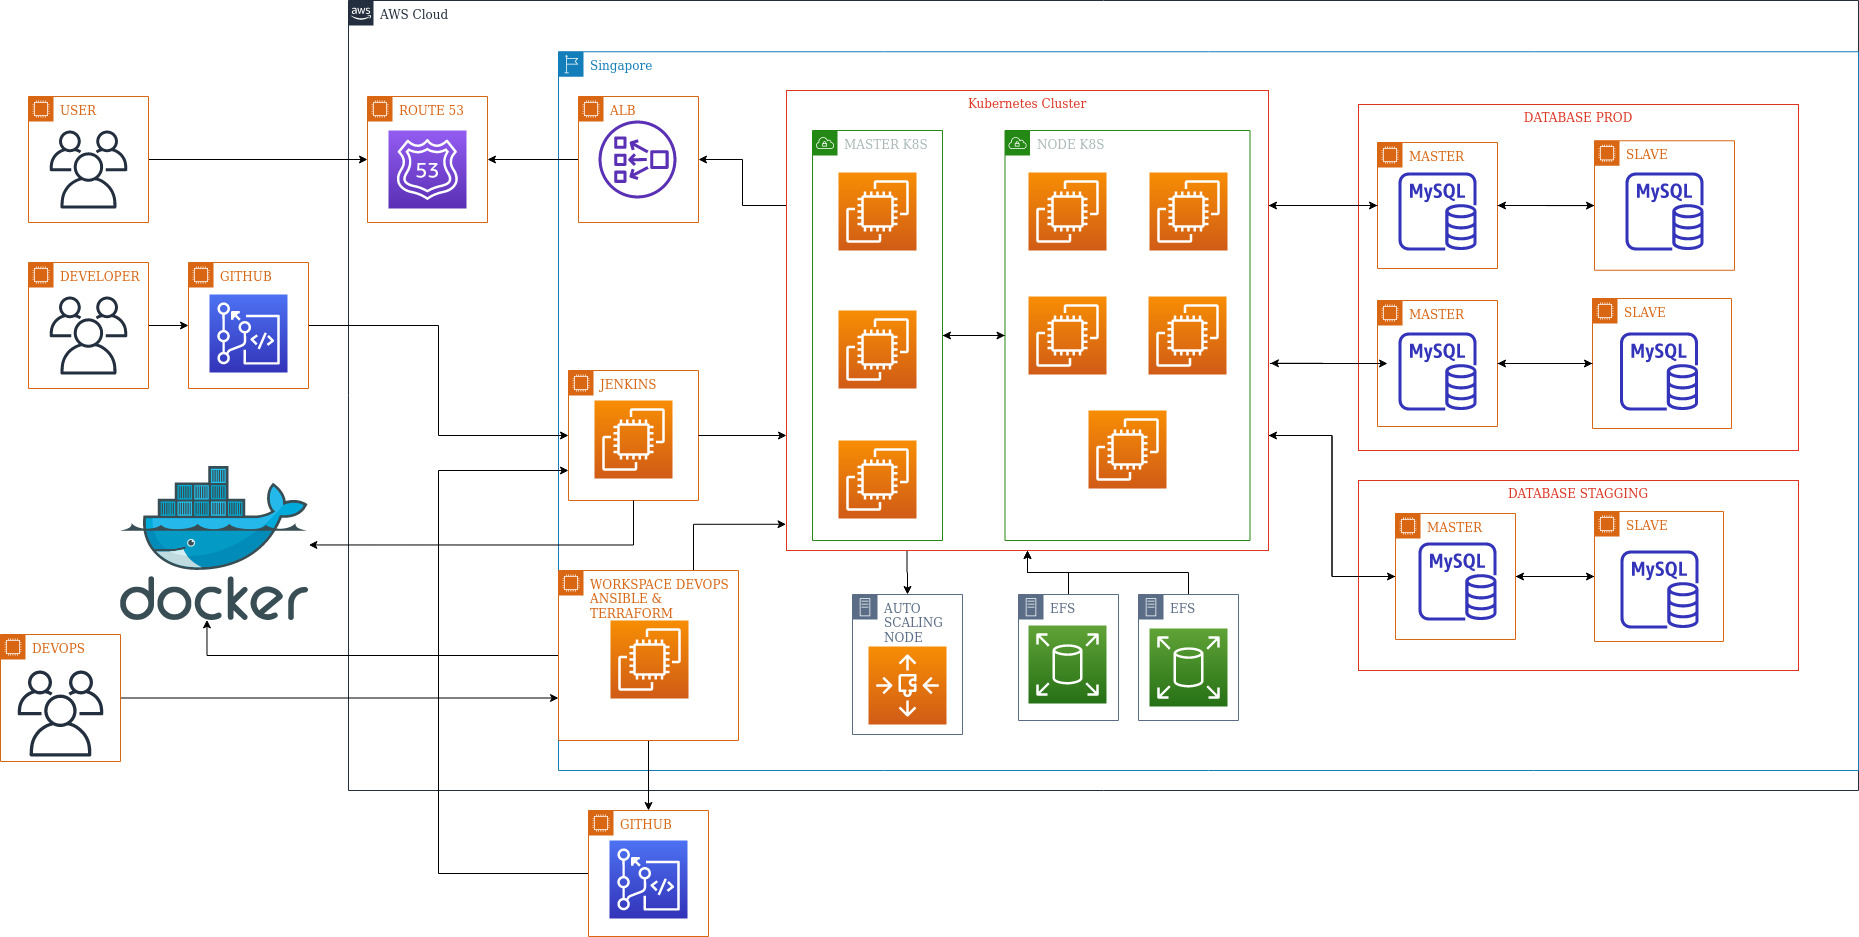 aws
AWS Cloud
Singapore
USER
ROUTE 53
53
ALB
Kubernetes Cluster
MASTER K8S
NODE K8S
DATABASE PROD
MASTER
MySQL
SLAVE
MySQL
DEVELOPER
GITHUB
MASTER
MySQL
SLAVE
MySQL
JENKINS
DATABASE STAGGING
MASTER
MySQL
SLAVE
MySQL
docker
WORKSPACE DEVOPS
ANSIBLE &
TERRAFORM
AUTO
SCALING
NODE
EFS
EFS
DEVOPS
GITHUB